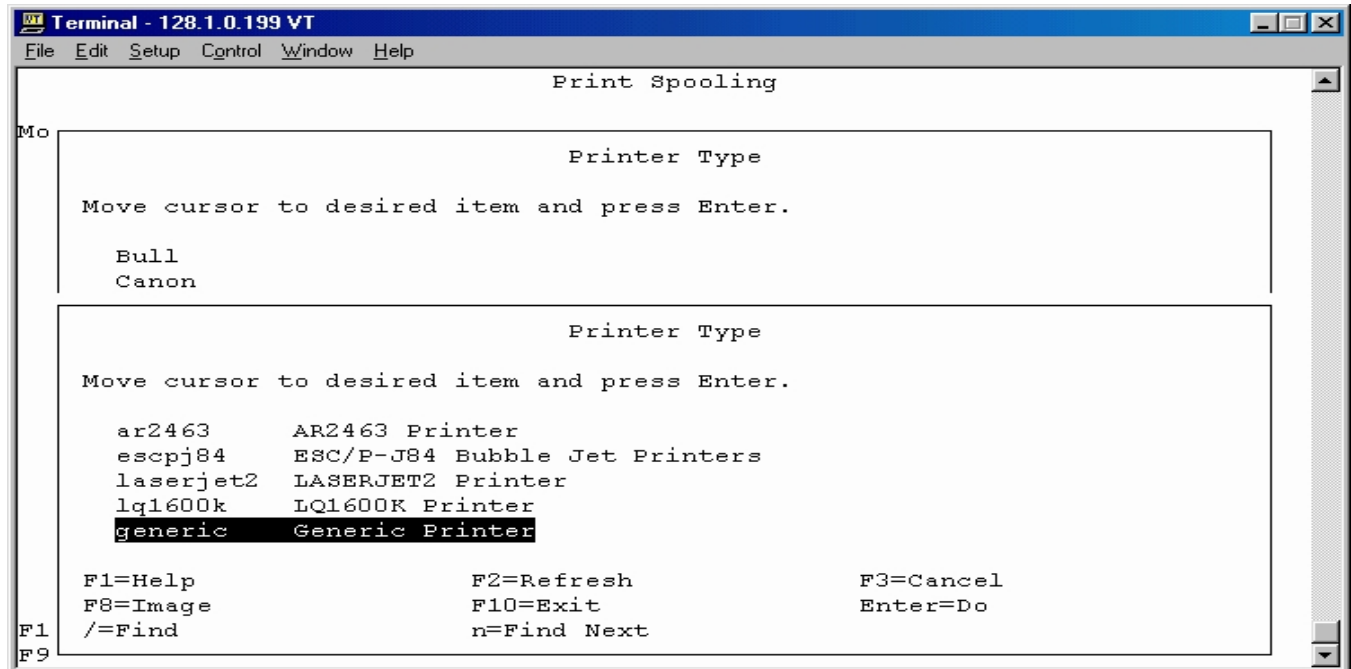 Terminal - 128.1.0.199 VT
File Edit Setup Control Window Help
Print Spooling
Mo
Printer Type
Move cursor to desired item and press Enter.
Bull
Canon
Printer Type
Move cursor to desired item and press Enter.
ar2463 AR2463 Printer
escpj84 ESC/P-J84 Bubble Jet Printers
laserjet2 LASERJET2 Printer
lq1600k LQ1600K Printer
generic Generic Printer
F1=Help F2=Refresh F3=Cancel
F8=Image F10=Exit Enter=Do
F1 /=Find n=Find Next
F9